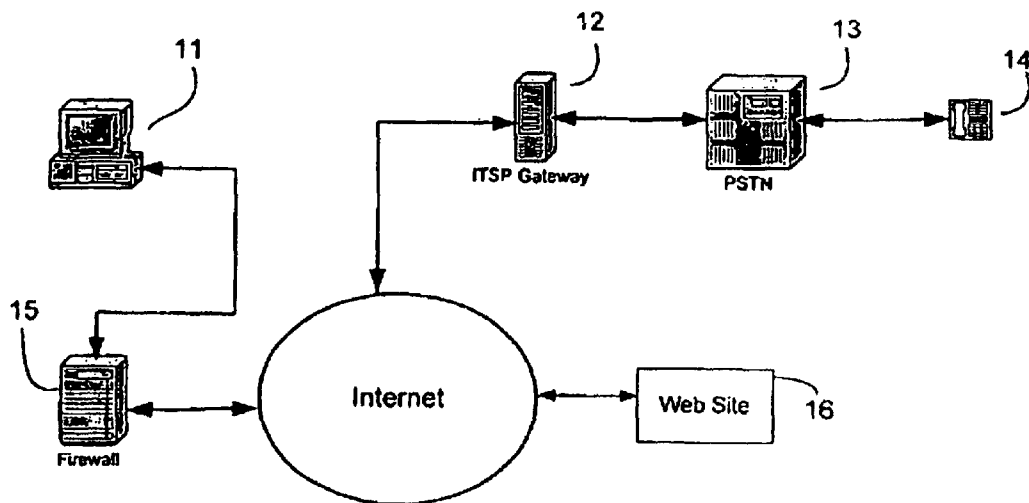 11
12
13
14
ITSP Gateway
PSTN
15
Internet
Web Site
16
Firewall